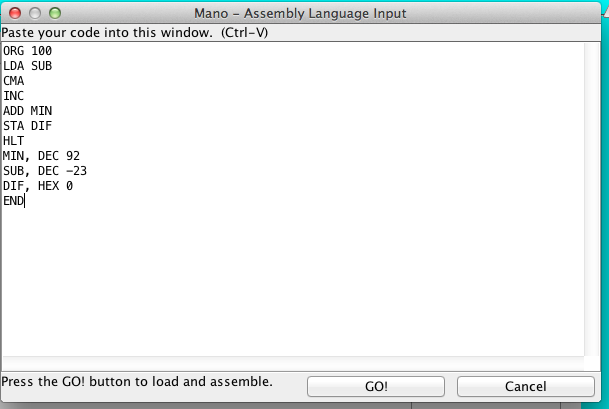 Mano – Assembly Language Input
Paste your code into this window.  (Ctrl-V)
ORG 100
LDA SUB
CMA
INC
ADD MIN
STA DIF
HLT
MIN, DEC 92
SUB, DEC -23
DIF, HEX 0
END
Press the GO! button to load and assemble.
GO!
Cancel